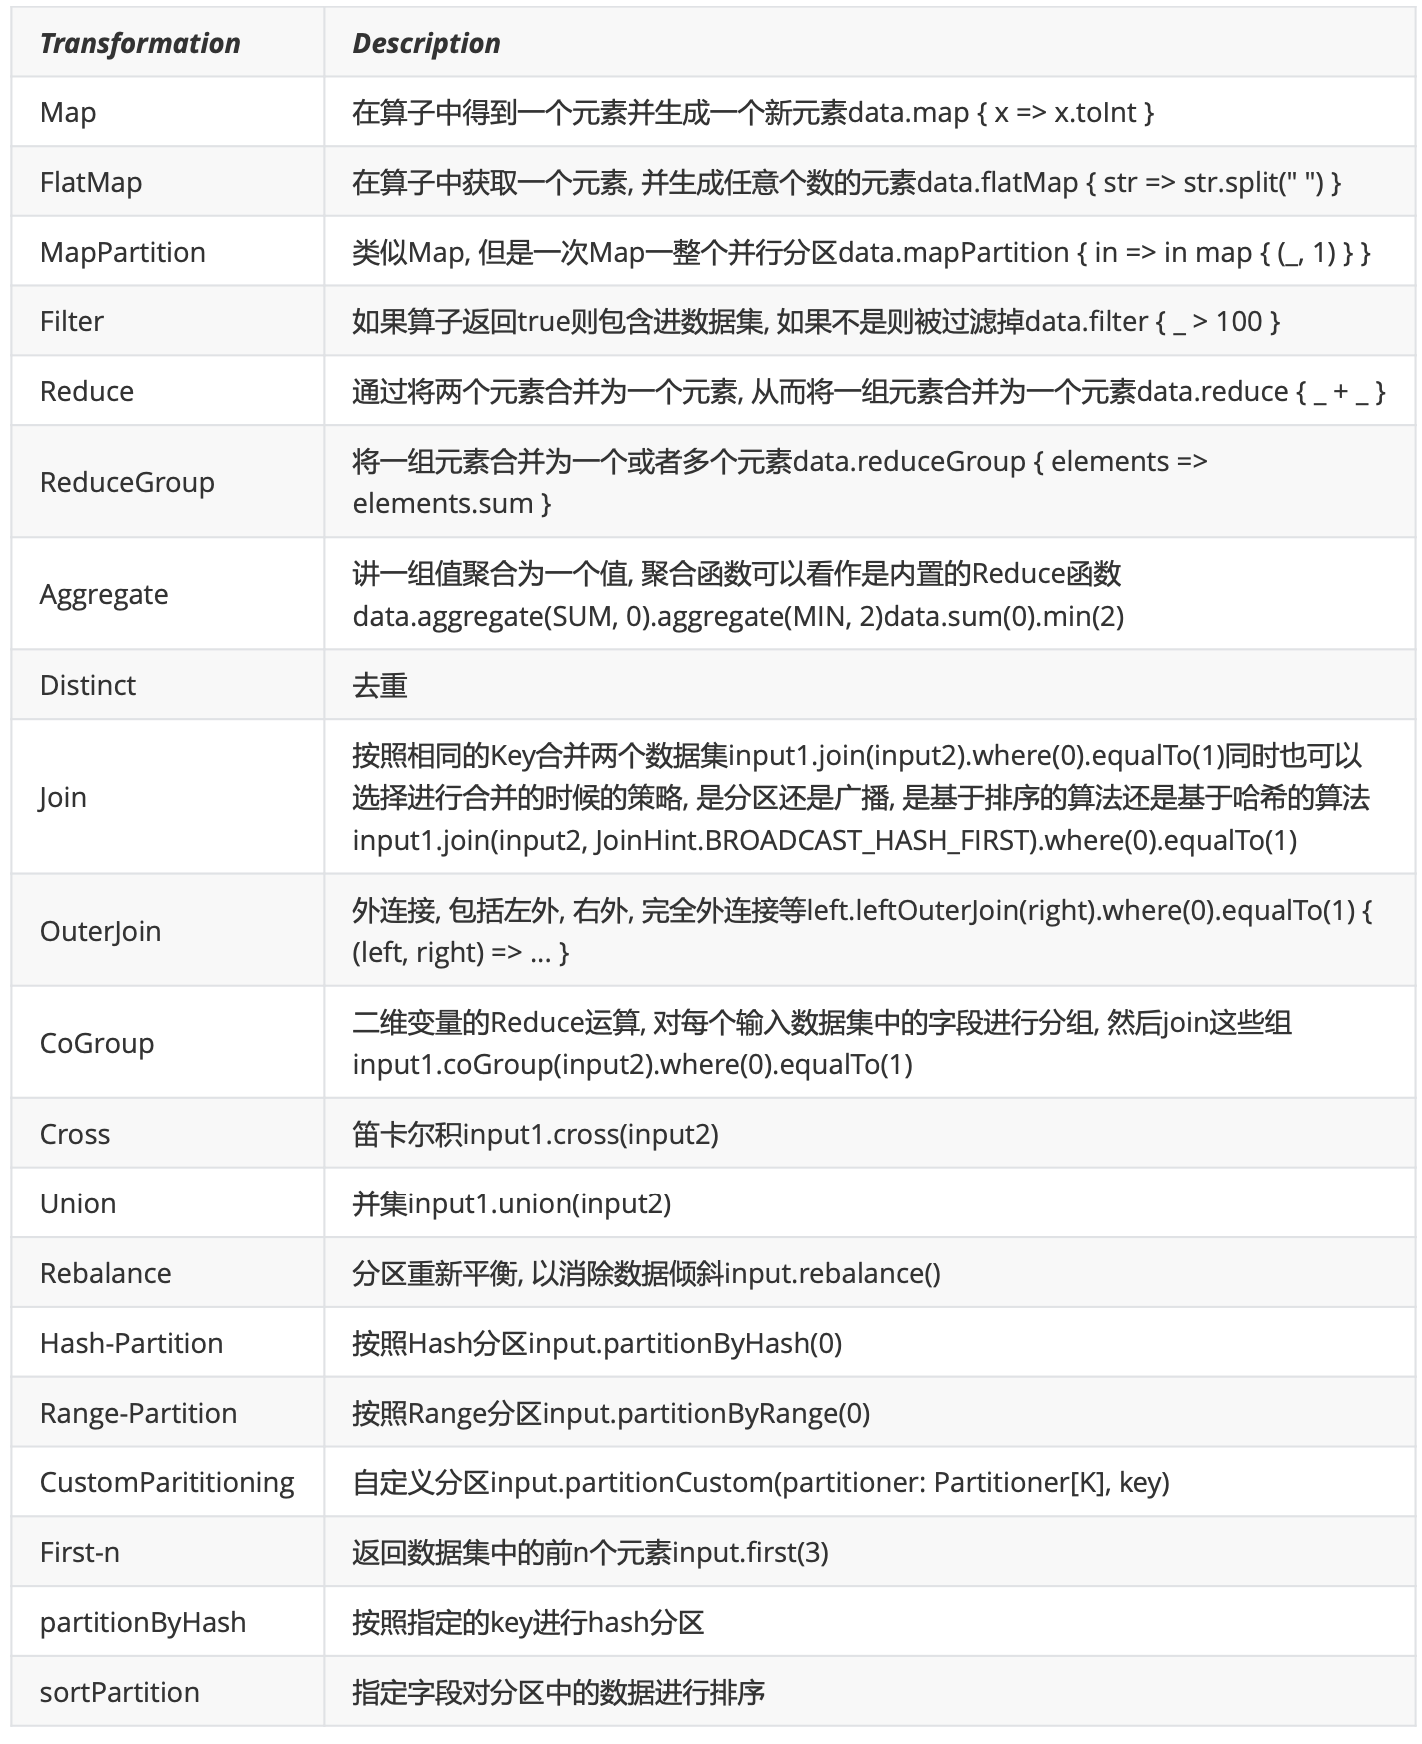 Transformation Description
Map 在算子中得到一个元素并生成一个新元素data.map { x => x.toInt }
FlatMap 在算子中获取一个元素, 并生成任意个数的元素data.flatMap { str => str.split(" ") }
MapPartition 类似Map, 但是一次Map一整个并行分区data.mapPartition { in => in map { (_, 1) } }
Filter 如果算子返回true则包含进数据集, 如果不是则被过滤掉data.filter { _ > 100 }
Reduce 通过将两个元素合并为一个元素, 从而将一组元素合并为一个元素data.reduce { _ + _ }
ReduceGroup 将一组元素合并为一个或者多个元素data.reduceGroup { elements =>
elements.sum }
Aggregate 讲一组值聚合为一个值, 聚合函数可以看作是内置的Reduce函数
data.aggregate(SUM, 0).aggregate(MIN, 2)data.sum(0).min(2)
Distinct 去重
Join 按照相同的Key合并两个数据集input1.join(input2).where(0).equalTo(1)同时也可以
选择进行合并的时候的策略, 是分区还是广播, 是基于排序的算法还是基于哈希的算法
input1.join(input2, JoinHint.BROADCAST_HASH_FIRST).where(0).equalTo(1)
OuterJoin 外连接, 包括左外, 右外, 完全外连接等left.leftOuterJoin(right).where(0).equalTo(1) {
(left, right) => ... }
CoGroup 二维变量的Reduce运算, 对每个输入数据集中的字段进行分组, 然后join这些组
input1.coGroup(input2).where(0).equalTo(1)
Cross 笛卡尔积input1.cross(input2)
Union 并集input1.union(input2)
Rebalance 分区重新平衡, 以消除数据倾斜input.rebalance()
Hash-Partition 按照Hash分区input.partitionByHash(0)
Range-Partition 按照Range分区input.partitionByRange(0)
CustomParititioning 自定义分区input.partitionCustom(partitioner: Partitioner[K], key)
First-n 返回数据集中的前n个元素input.first(3)
partitionByHash 按照指定的key进行hash分区
sortPartition 指定字段对分区中的数据进行排序